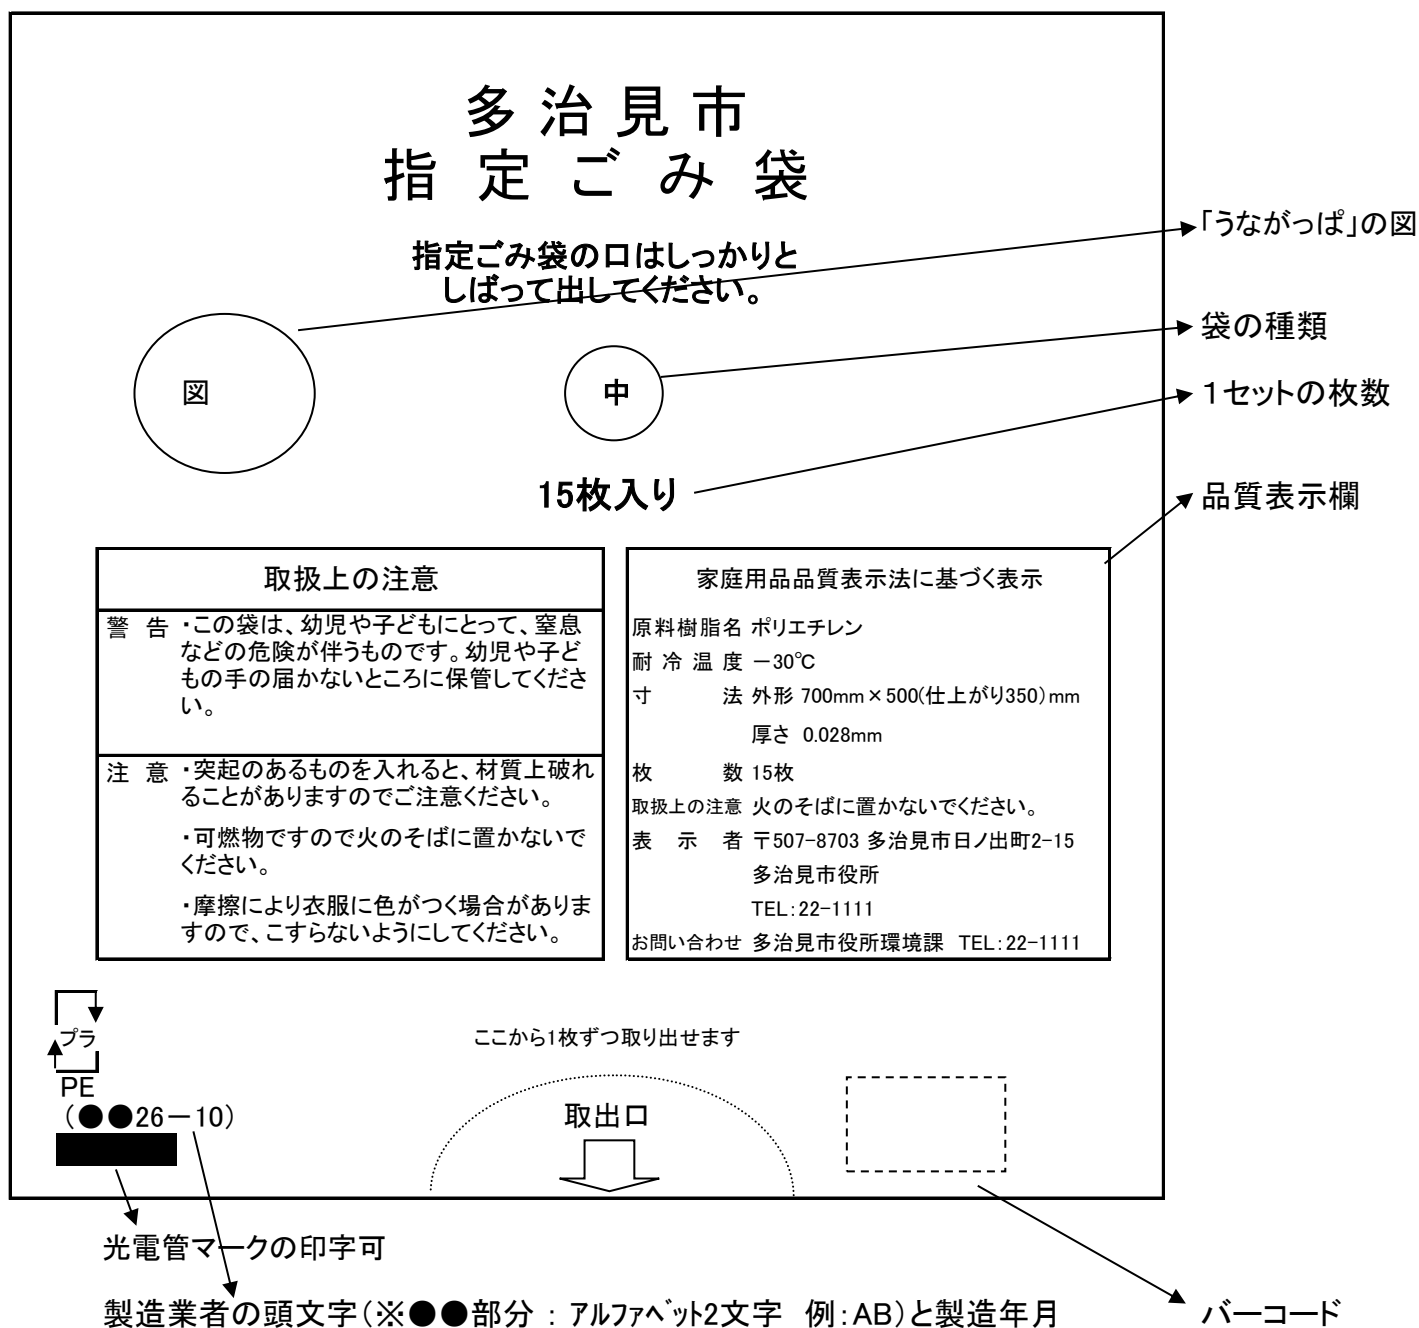 多治見市
指定ごみ袋
指定ごみ袋の口はしっかりと
しばって出してください。
「うながっぱ」の図
袋の種類
図
中
１セットの枚数
15枚入り
品質表示欄
取扱上の注意
警告 ・この袋は、幼児や子どもにとって、窒息
などの危険が伴うものです。幼児や子ど
もの手の届かないところに保管してくださ
い。
注意 ・突起のあるものを入れると、材質上破れ
ることがありますのでご注意ください。
・可燃物ですので火のそばに置かないで
ください。
・摩擦により衣服に色がつく場合がありま
すので、こすらないようにしてください。
家庭用品品質表示法に基づく表示
原料樹脂名 ポリエチレン
耐冷温度 －30℃
寸法 外形 700mm×500(仕上がり350)mm
厚さ 0.028mm
枚数 15枚
取扱上の注意 火のそばに置かないでください。
表示者 〒507-8703 多治見市日ノ出町2-15
多治見市役所
TEL:22-1111
お問い合わせ 多治見市役所環境課 TEL:22-1111
プラ
PE
(●●26－10)
ここから1枚ずつ取り出せます
取出口
光電管マークの印字可
製造業者の頭文字(※●●部分 : ｱﾙﾌｧﾍﾞｯﾄ2文字 例:AB)と製造年月
バーコード